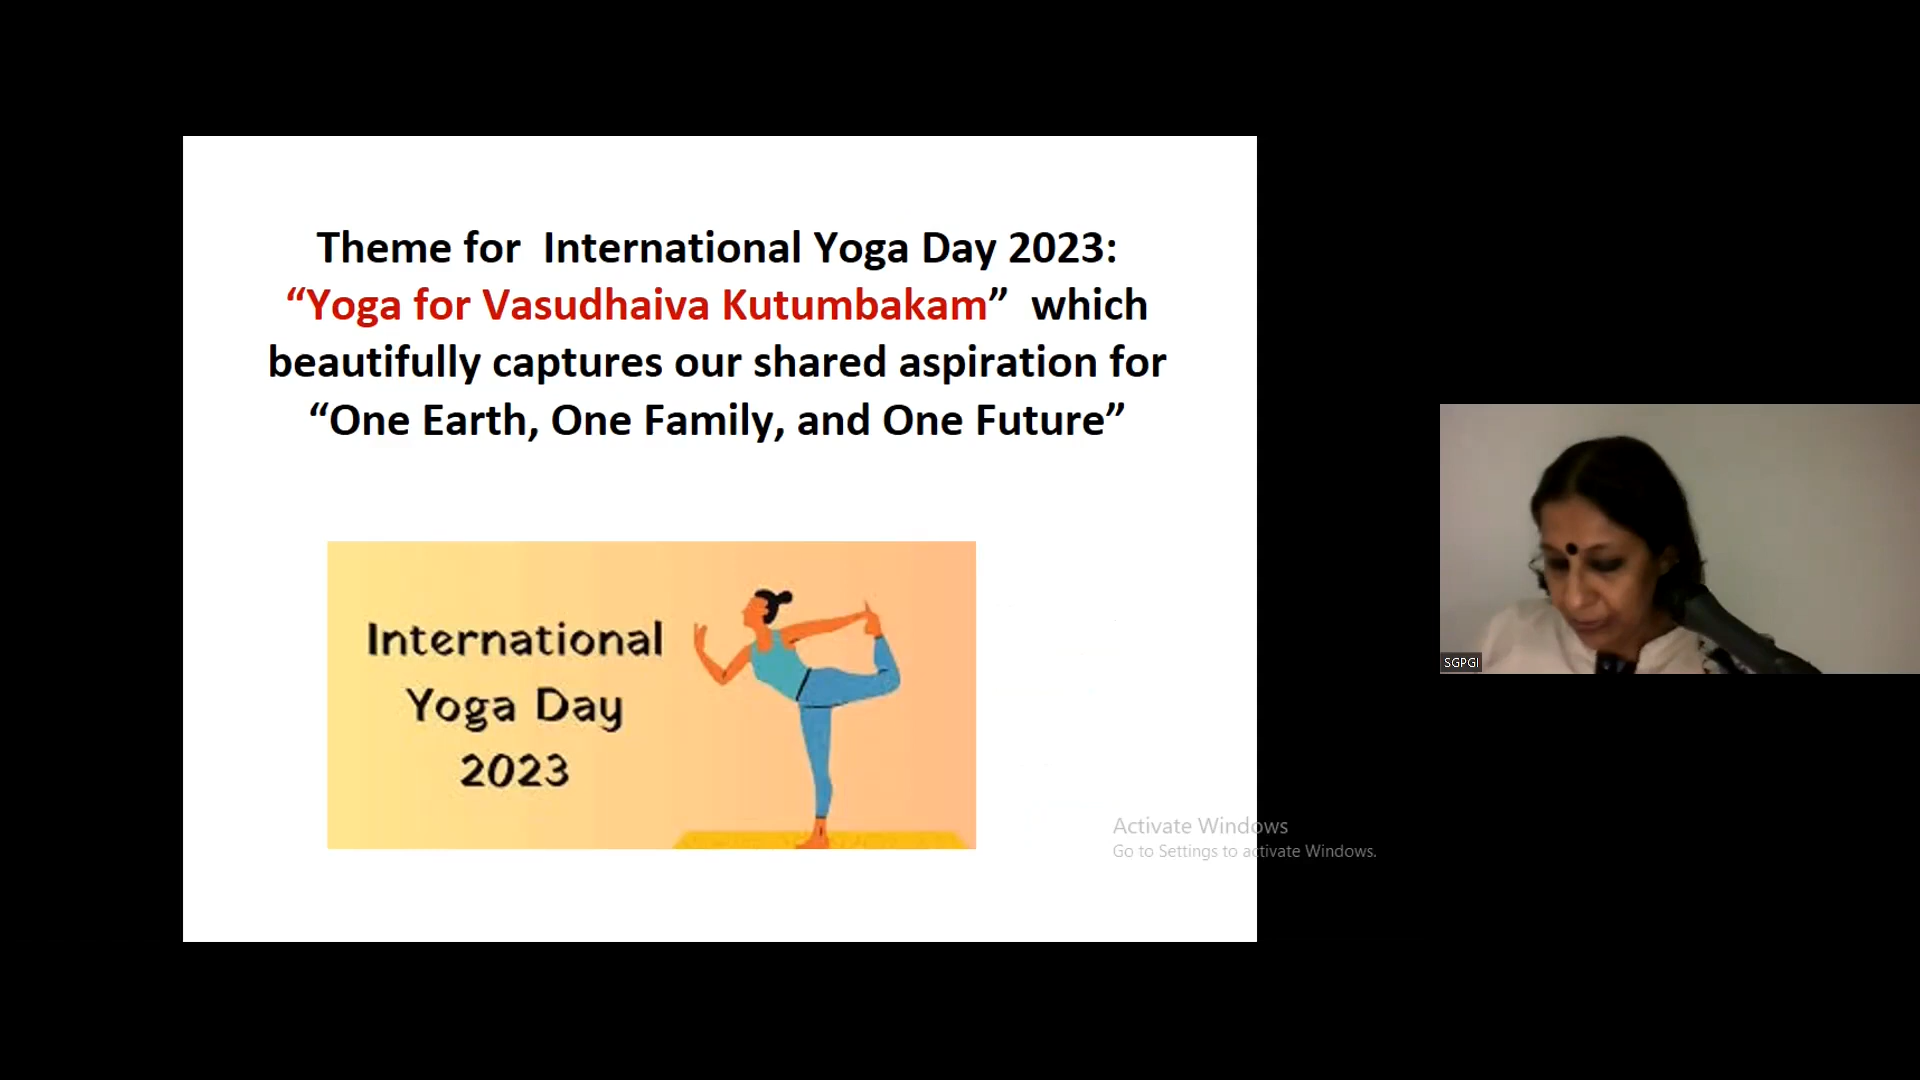 Theme for International Yoga Day 2023:
“Yoga for Vasudhaiva Kutumbakam” which
beautifully captures our shared aspiration for
“One Earth, One Family, and One Future”
International
Yoga Day
2023
Activate Windows
Go to Settings to activate Windows.
SGPGI